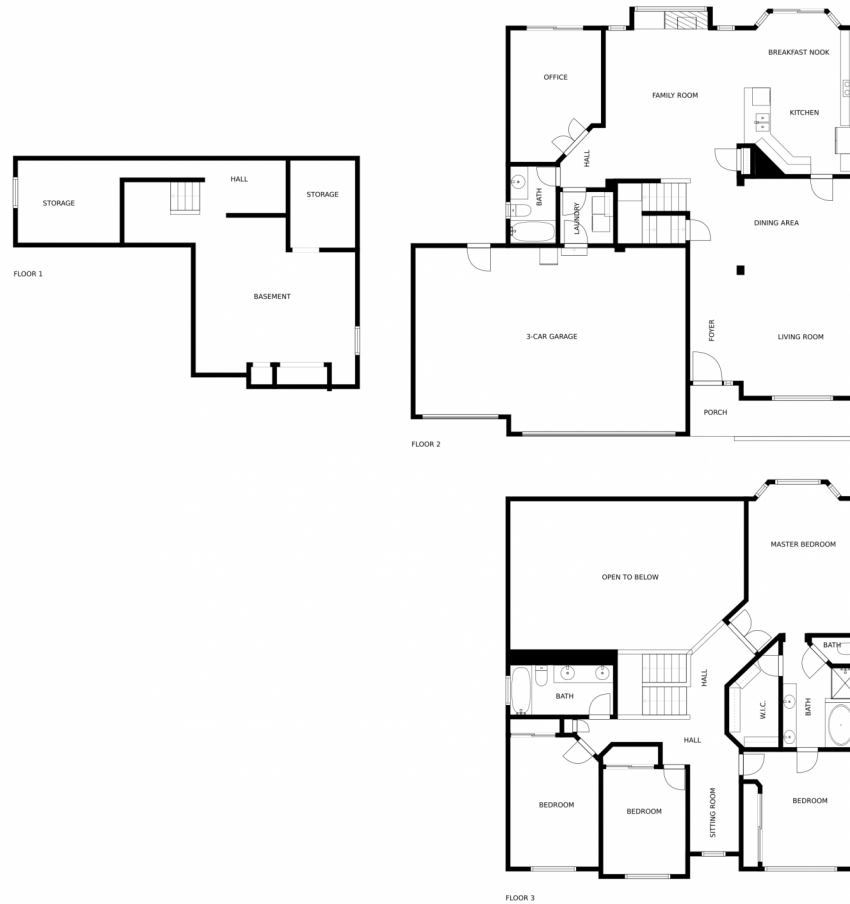 HALL
STORAGE
STORAGE
BASEMENT
FLOOR 1
BREAKFAST NOOK
OFFICE
FAMILY ROOM
KITCHEN
HALL
BATH
LAUNDRY
DINING AREA
3-CAR GARAGE
FOYER
LIVING ROOM
PORCH
FLOOR 2
MASTER BEDROOM
OPEN TO BELOW
BATH
HALL
BATH
W.I.C.
BATH
HALL
BEDROOM
BEDROOM
SITTING ROOM
BEDROOM
FLOOR 3